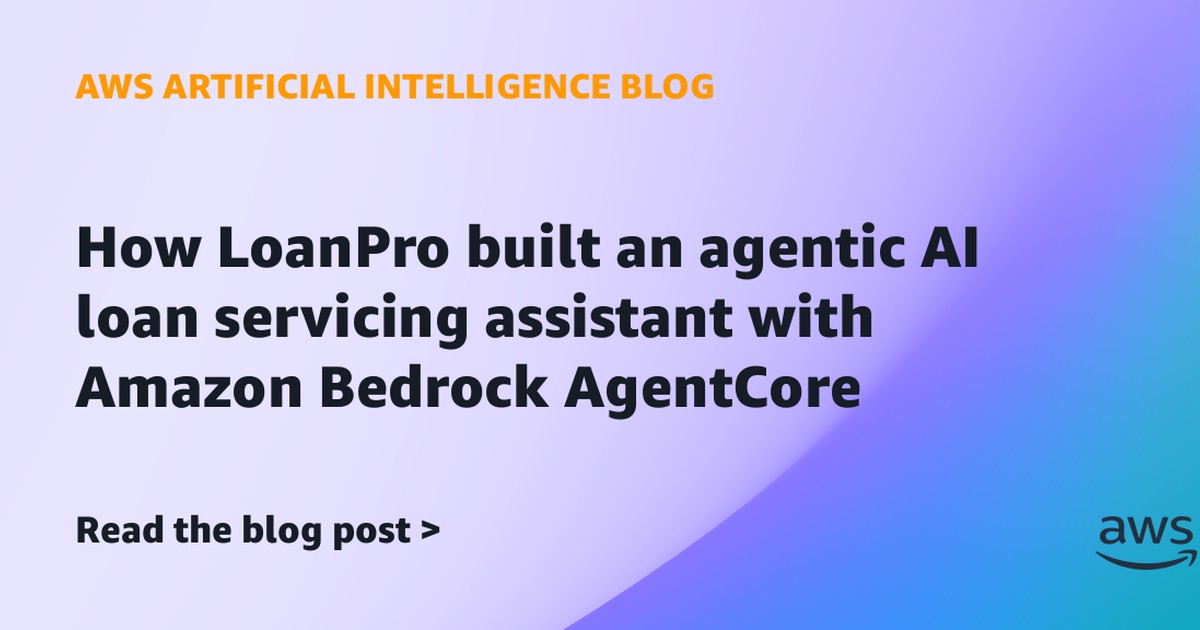 AWS ARTIFICIAL INTELLIGENCE BLOG
How LoanPro built an agentic AI
loan servicing assistant with
Amazon Bedrock AgentCore
Read the blog post >
aws